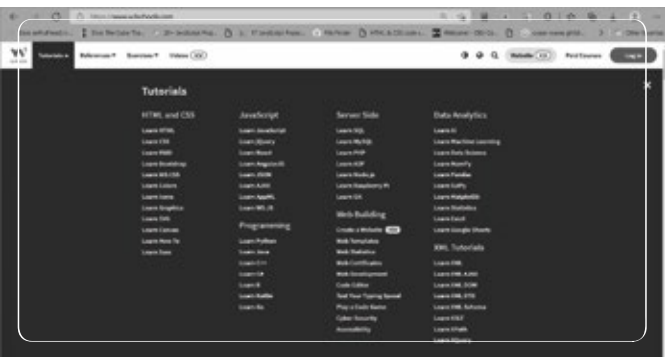 Tutorials
References
Exercises
Videos
Website
Find Courses
Log in
Tutorials
HTML and CSS
Learn HTML
Learn CSS
Learn RWD
Learn Bootstrap
Learn W3.CSS
Learn Colors
Learn Icons
Learn Graphics
Learn SVG
Learn Canvas
Learn How To
Learn Sass
JavaScript
Learn JavaScript
Learn jQuery
Learn React
Learn AngularJS
Learn JSON
Learn AJAX
Learn AppML
Learn W3.JS
Programming
Learn Python
Learn Java
Learn C++
Learn C#
Learn R
Learn Kotlin
Learn Go
Server Side
Learn SQL
Learn MySQL
Learn PHP
Learn ASP
Learn Node.js
Learn Raspberry Pi
Learn Git
Web Building
Create a Website
Web Templates
Web Statistics
Web Certificates
Web Development
Code Editor
Test Your Typing Speed
Play a Code Game
Cyber Security
Accessibility
Data Analytics
Learn AI
Learn Machine Learning
Learn Data Science
Learn NumPy
Learn Pandas
Learn SciPy
Learn Matplotlib
Learn Statistics
Learn Excel
Learn Google Sheets
XML Tutorials
Learn XML
Learn XML AJAX
Learn XML DOM
Learn XML DTD
Learn XML Schema
Learn XSLT
Learn XPath
Learn XQuery